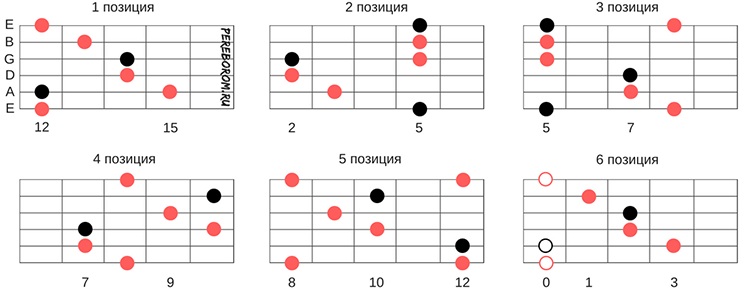 1 позиция
2 позиция
3 позиция
E
B
G
D
A
E
PEREBOROM.RU
12
15
2
5
5
7
4 позиция
5 позиция
6 позиция
7
9
8
10
12
0
1
3